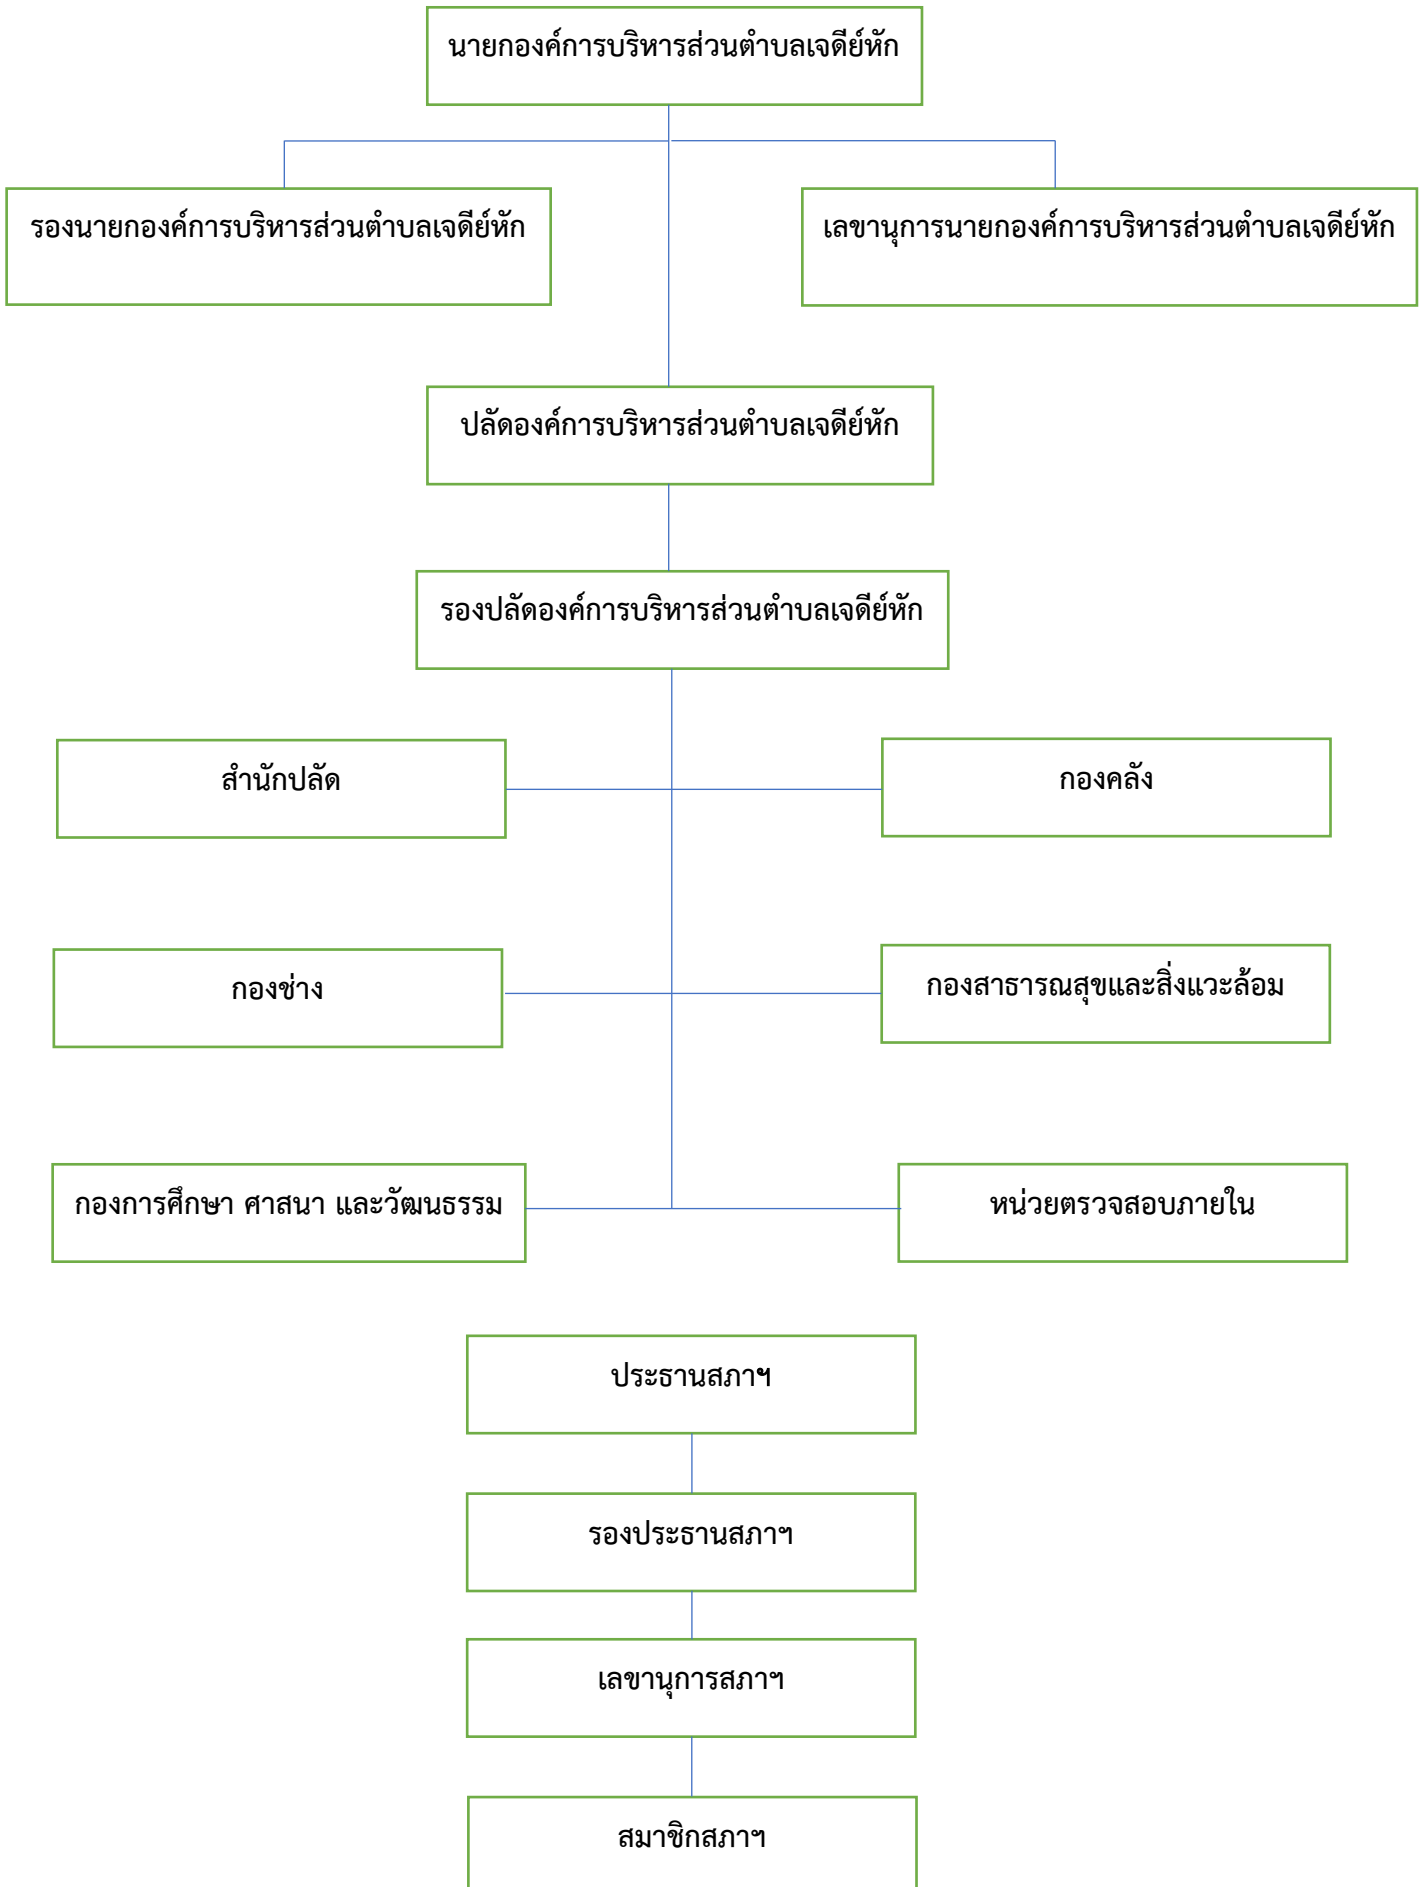 นายกองค์การบริหารส่วนตำบลเจดีย์หัก
รองนายกองค์การบริหารส่วนตำบลเจดีย์หัก
เลขานุการนายกองค์การบริหารส่วนตำบลเจดีย์หัก
ปลัดองค์การบริหารส่วนตำบลเจดีย์หัก
รองปลัดองค์การบริหารส่วนตำบลเจดีย์หัก
สำนักปลัด
กองคลัง
กองช่าง
กองสาธารณสุขและสิ่งแวะล้อม
กองการศึกษา ศาสนา และวัฒนธรรม
หน่วยตรวจสอบภายใน
ประธานสภาฯ
รองประธานสภาฯ
เลขานุการสภาฯ
สมาชิกสภาฯ